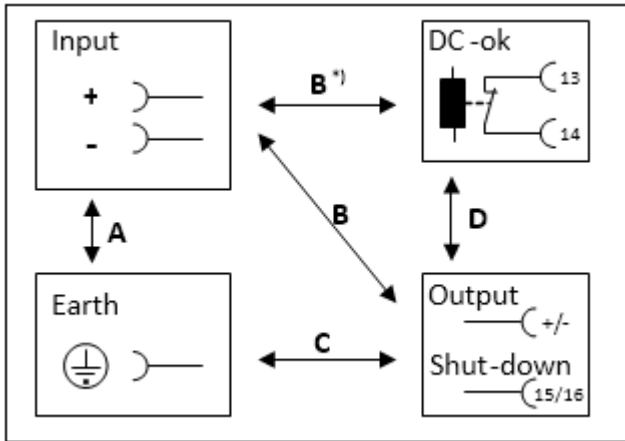 Input
+
-
B *)
DC -ok
13
14
A
B
D
Earth
C
Output
+/-
Shut-down
15/16